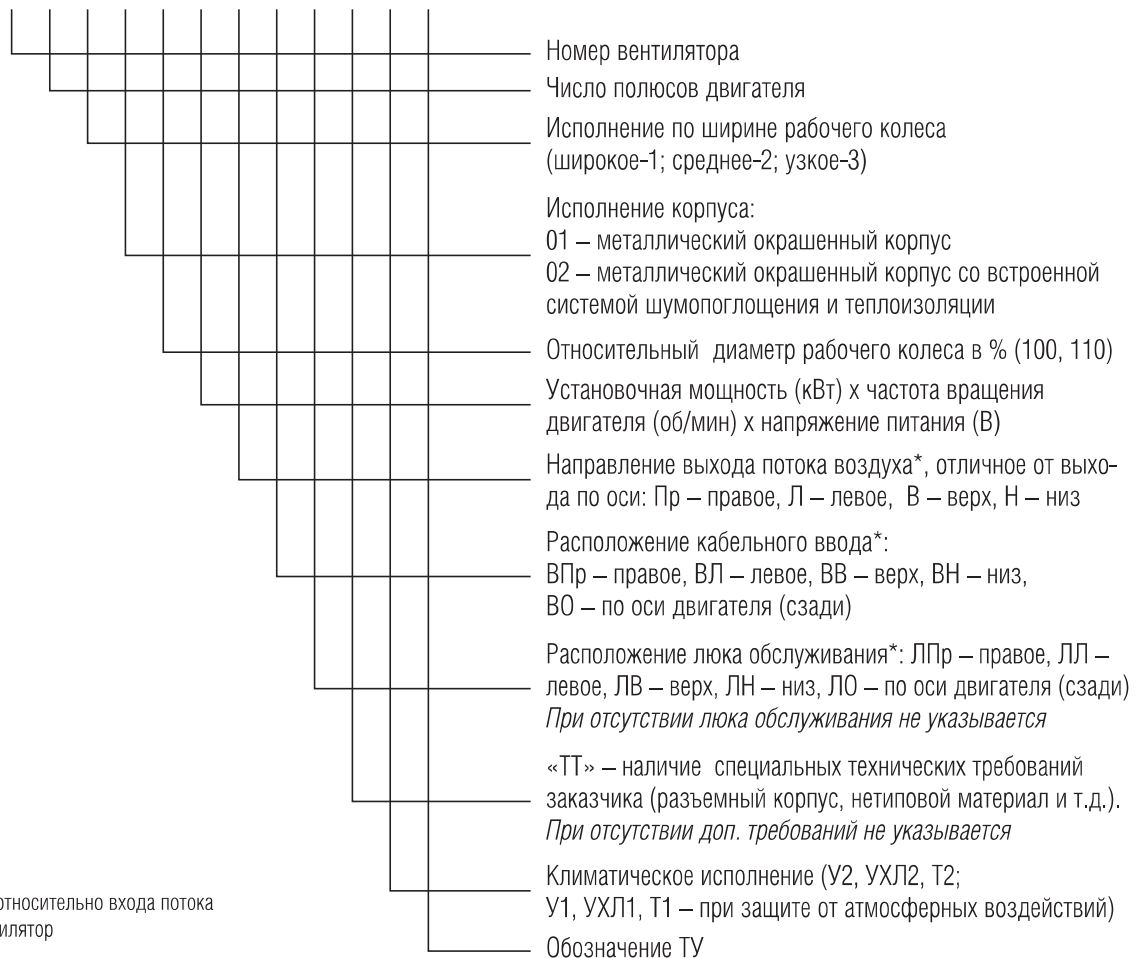 Номер вентилятора
Число полюсов двигателя
Исполнение по ширине рабочего колеса
(широкое-1; среднее-2; узкое-3)
Исполнение корпуса:
01 – металлический окрашенный корпус
02 – металлический окрашенный корпус со встроенной
системой шумопоглощения и теплоизоляции
Относительный диаметр рабочего колеса в % (100, 110)
Установочная мощность (кВт) х частота вращения
двигателя (об/мин) х напряжение питания (В)
Направление выхода потока воздуха*, отличное от выхо-
да по оси: Пр – правое, Л – левое, В – верх, Н – низ
Расположение кабельного ввода*:
ВПр – правое, ВЛ – левое, ВВ – верх, ВН – низ,
ВО – по оси двигателя (сзади)
Расположение люка обслуживания*: ЛПр – правое, ЛЛ –
левое, ЛВ – верх, ЛН – низ, ЛО – по оси двигателя (сзади)
При отсутствии люка обслуживания не указывается
«ТТ» – наличие специальных технических требований
заказчика (разъемный корпус, нетиповой материал и т.д.).
При отсутствии доп. требований не указывается
Климатическое исполнение (У2, УХЛ2, Т2;
У1, УХЛ1, Т1 – при защите от атмосферных воздействий)
Обозначение ТУ
относительно входа потока
илятор